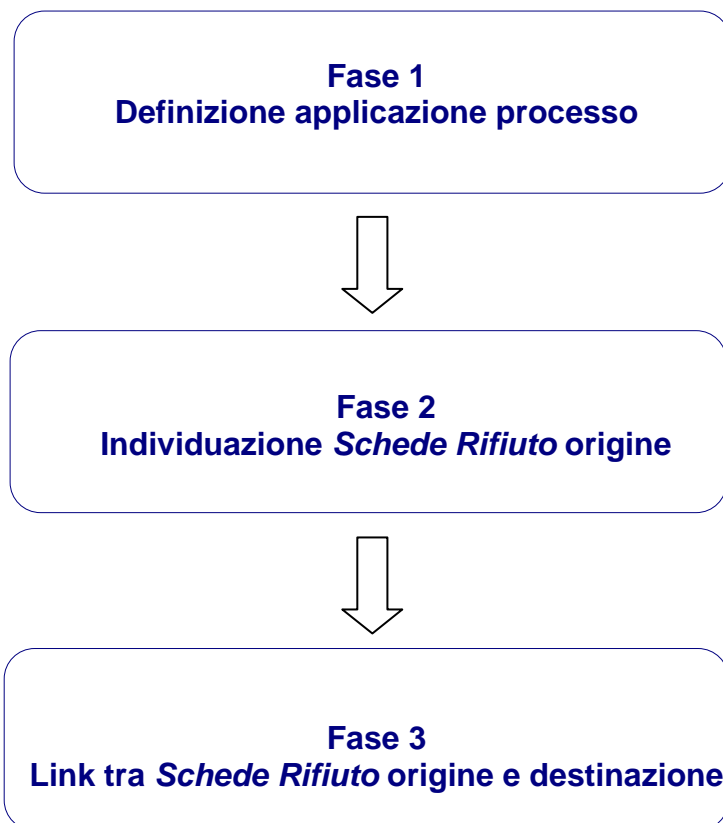 Fase 1
Definizione applicazione processo
Fase 2
Individuazione Schede Rifiuto origine
Fase 3
Link tra Schede Rifiuto origine e destinazione